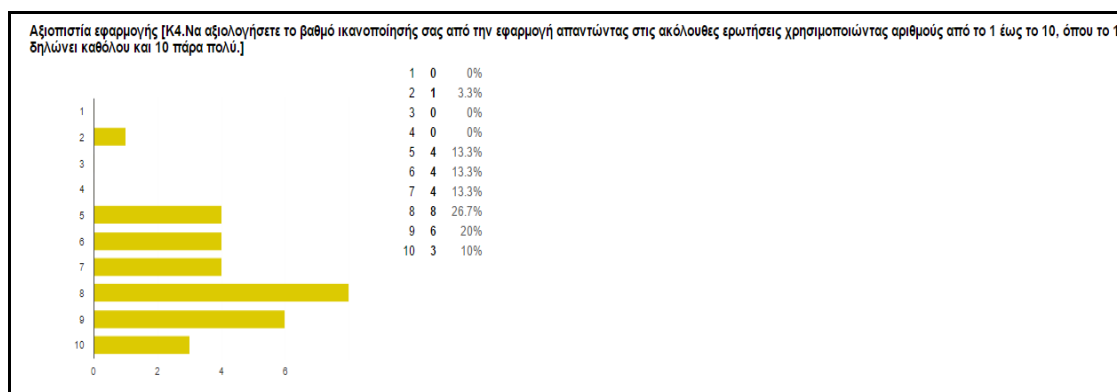 Αξιοπιστία εφαρμογής [Κ4.Να αξιολογήσετε το βαθμό ικανοποίησής σας από την εφαρμογή απαντώντας στις ακόλουθες ερωτήσεις χρησιμοποιώντας αριθμούς από το 1 έως το 10, όπου το 1
δηλώνει καθόλου και 10 πάρα πολύ.]
1 0 0%
2 1 3.3%
3 0 0%
4 0 0%
5 4 13.3%
6 4 13.3%
7 4 13.3%
8 8 26.7%
9 6 20%
10 3 10%
1
2
3
4
5
6
7
8
9
10
0 2 4 6